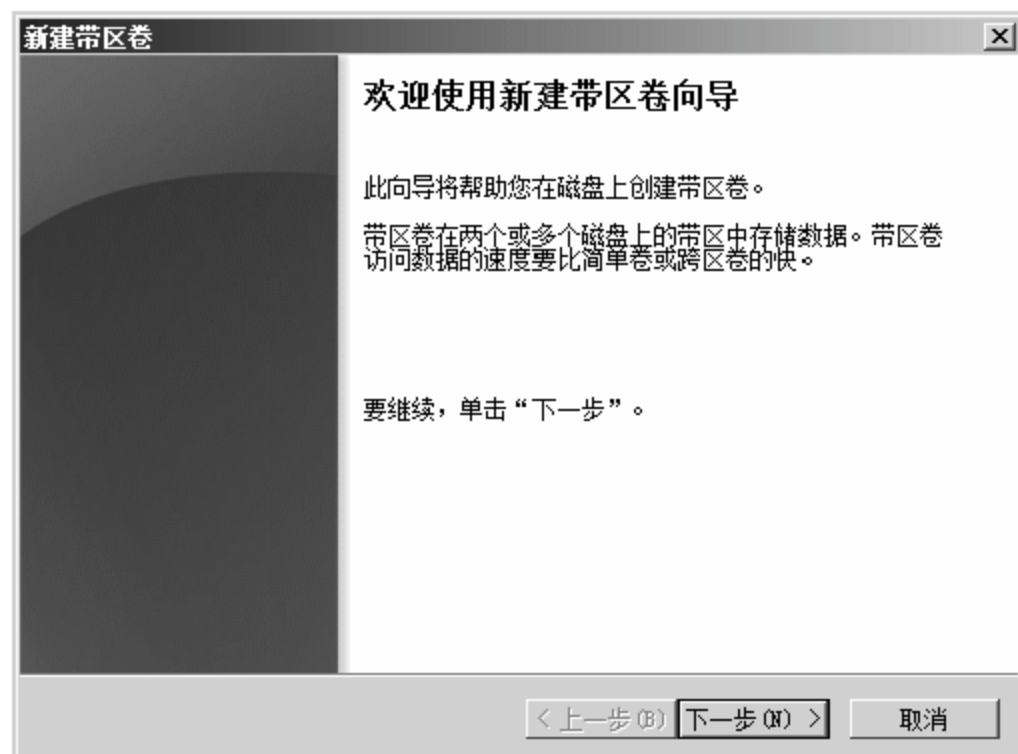 新建带区卷
欢迎使用新建带区卷向导
此向导将帮助您在磁盘上创建带区卷。
带区卷在两个或多个磁盘上的带区中存储数据。带区卷
访问数据的速度要比简单卷或跨区卷的快。
要继续，单击“下一步”。
< 上一步(B) 下一步(N) > 取消